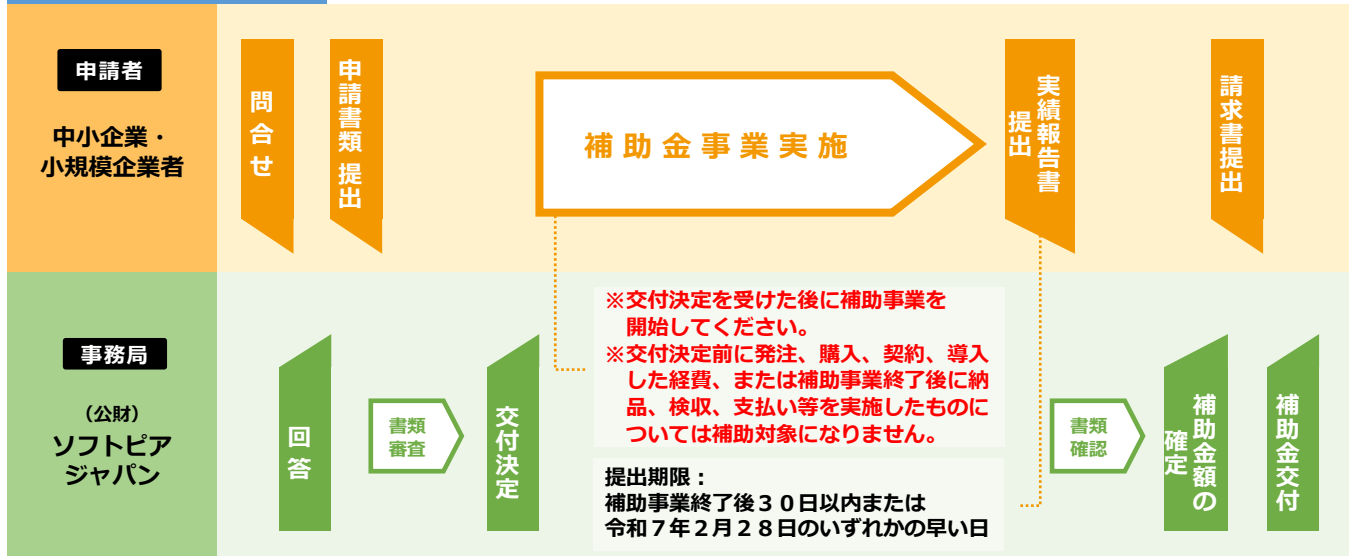 申請者
中小企業・
小規模企業者
問合せ
申請書類 提出
補助金事業実施
実績報告書
提出
請求書提出
事務局
（公財）
ソフトピア
ジャパン
回答
書類
審査
交付決定
※交付決定を受けた後に補助事業を
開始してください。
※交付決定前に発注、購入、契約、導入
した経費、または補助事業終了後に納
品、検収、支払い等を実施したものに
ついては補助対象になりません。
提出期限：
補助事業終了後３０日以内または
令和７年２月２８日のいずれかの早い日
書類
確認
補助金額の
確定
補助金交付